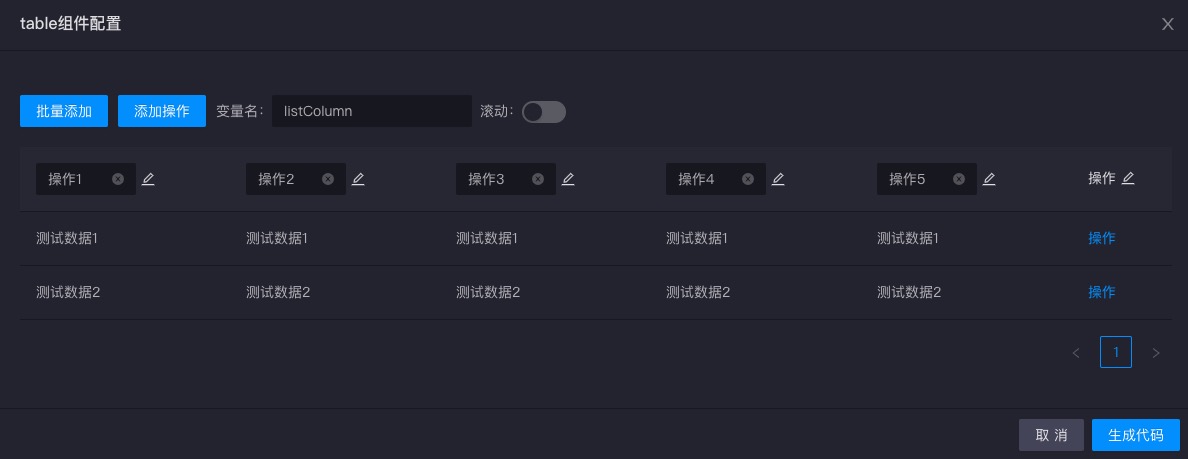 table组件配置
批量添加 添加操作 变量名: listColumn 滚动:
操作1 操作2 操作3 操作4 操作5 操作
测试数据1 测试数据1 测试数据1 测试数据1 测试数据1 操作
测试数据2 测试数据2 测试数据2 测试数据2 测试数据2 操作
< 1 >
取 消 生成代码